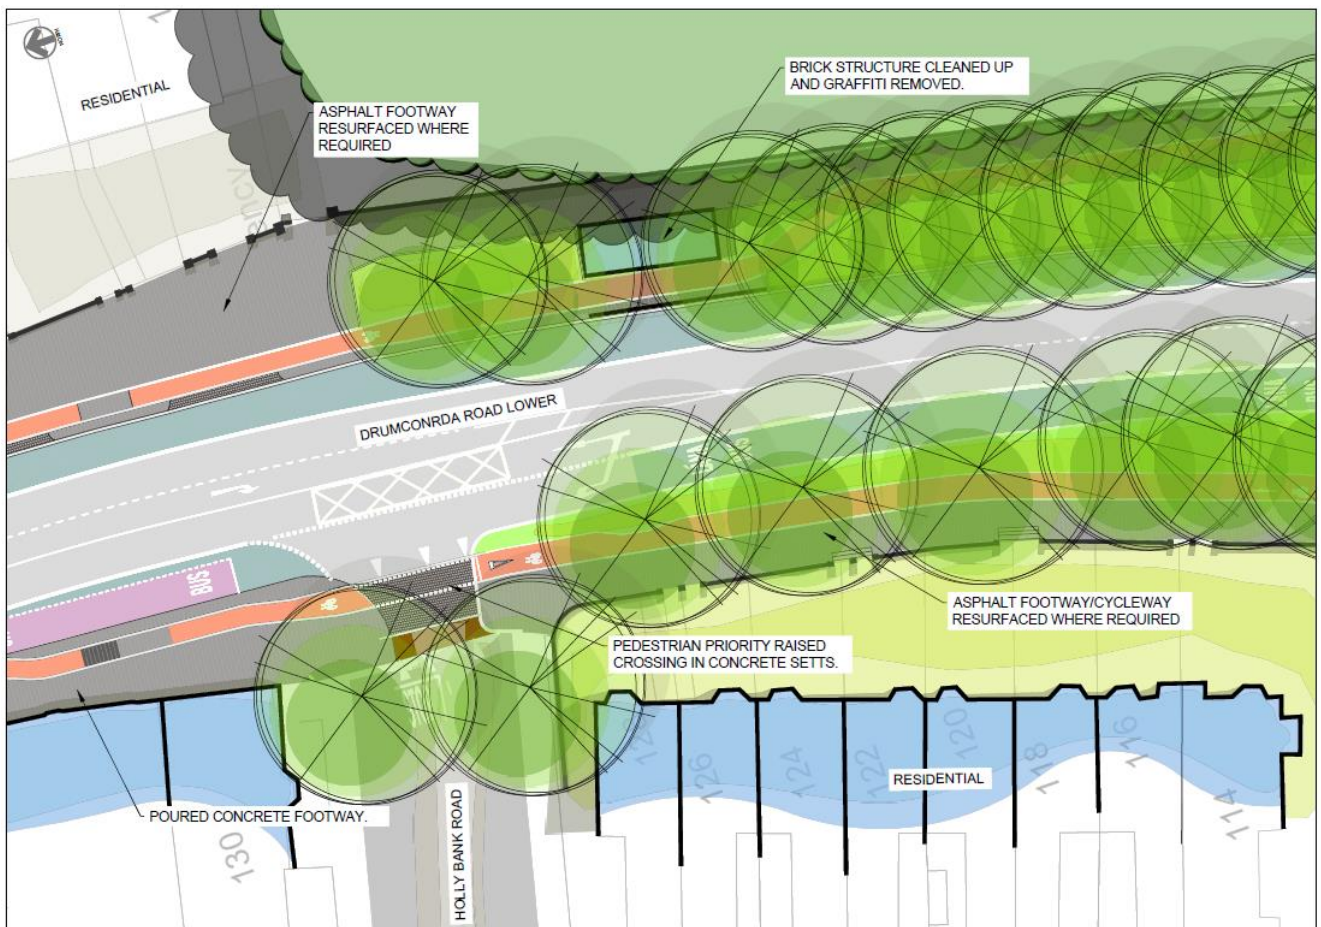 NORTH
RESIDENTIAL
ASPHALT FOOTWAY
RESURFACED WHERE
REQUIRED
BRICK STRUCTURE CLEANED UP
AND GRAFFITI REMOVED.
DRUMCONRDA ROAD LOWER
BUS
BUS
ASPHALT FOOTWAY/CYCLEWAY
RESURFACED WHERE REQUIRED
PEDESTRIAN PRIORITY RAISED
CROSSING IN CONCRETE SETTS.
POURED CONCRETE FOOTWAY.
HOLLY BANK ROAD
RESIDENTIAL
130
126
124
122
120
118
116
114